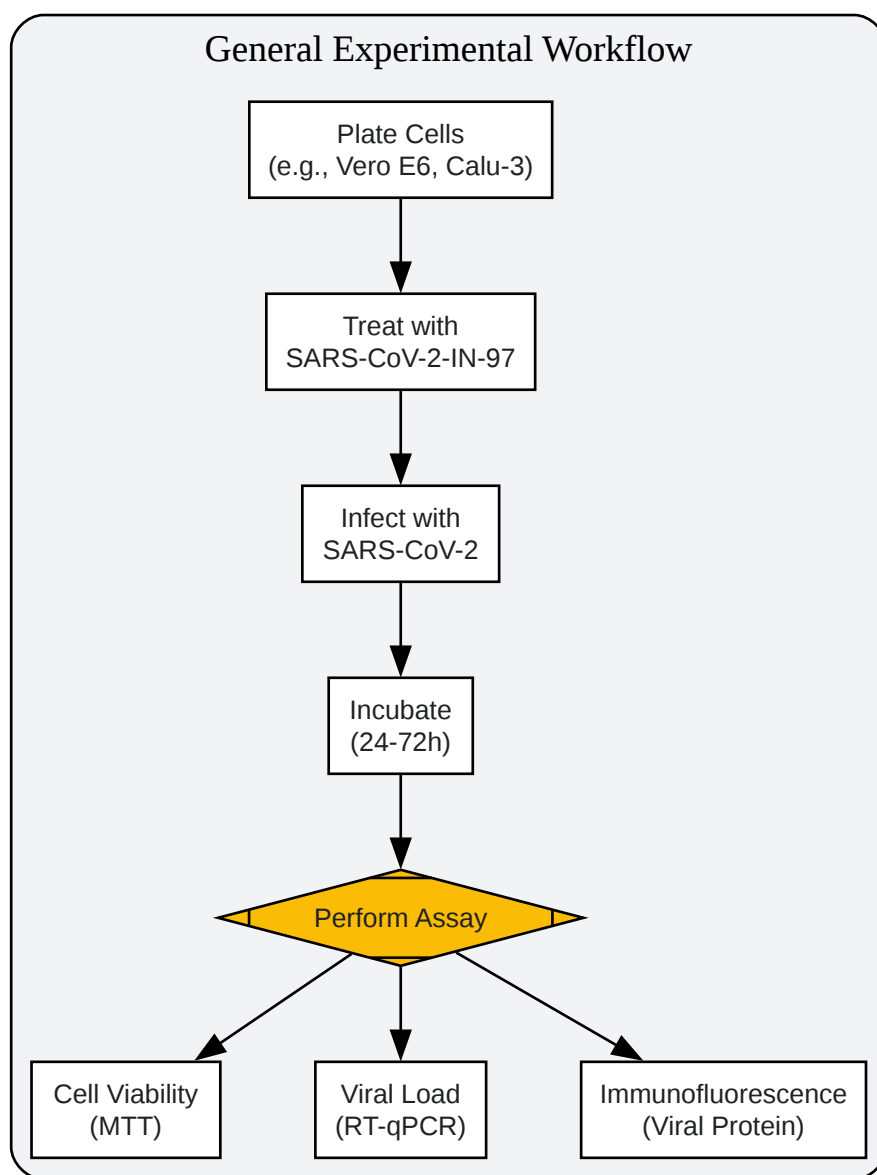 General Experimental Workflow
Plate Cells
(e.g., Vero E6, Calu-3)
Treat with
SARS-CoV-2-IN-97
Infect with
SARS-CoV-2
Incubate
(24-72h)
Perform Assay
Cell Viability
(MTT)
Viral Load
(RT-qPCR)
Immunofluorescence
(Viral Protein)